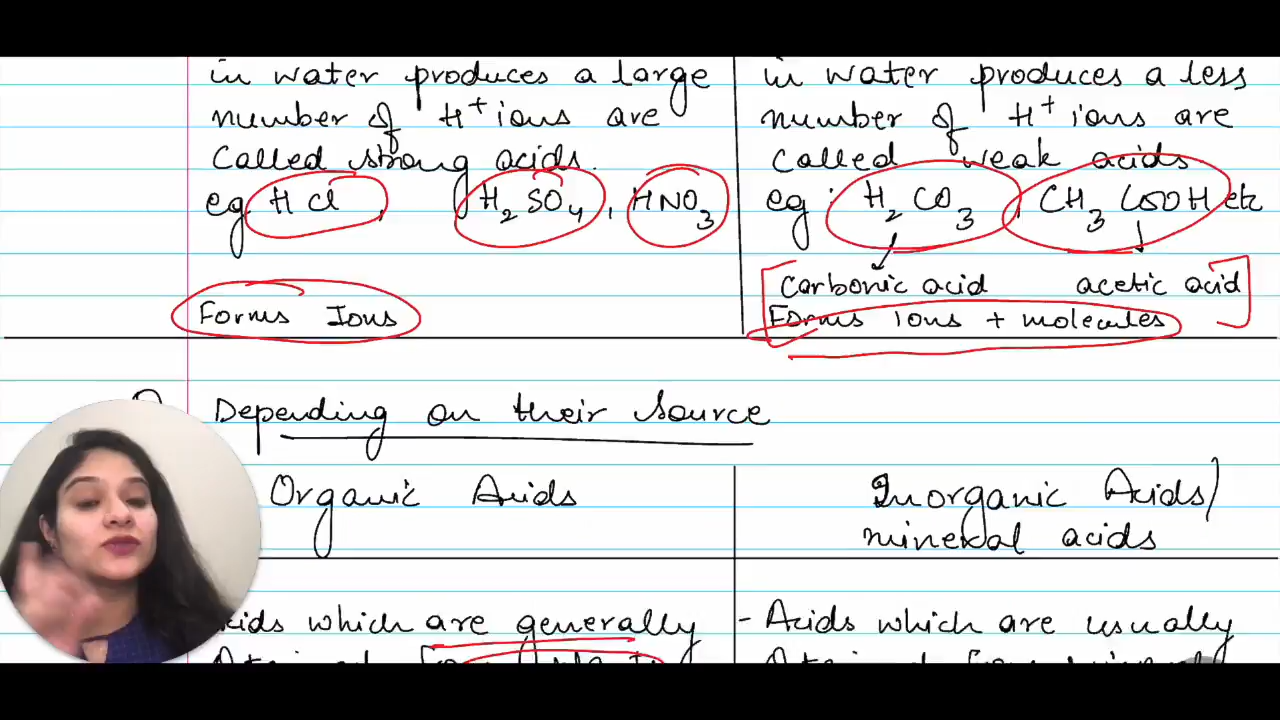 in water produces a large
number of H⁺ ions are
called strong acids.
eg HCl, H₂SO₄, HNO₃
Forms Ions
in water produces a less
number of H⁺ ions are
called weak acids
eg: H₂CO₃, CH₃COOH etc
carbonic acid acetic acid
Forms ions + molecules
Depending on their source
Organic Acids
Inorganic Acids/
mineral acids
which are generally
- Acids which are usually